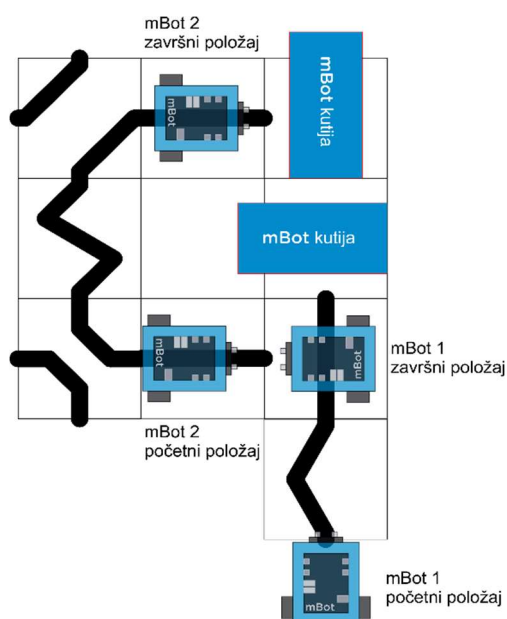 mBot 2
završni položaj
mBot
mBot kutija
mBot kutija
mBot
mBot
mBot 1
završni položaj
mBot 2
početni položaj
mBot
mBot 1
početni položaj